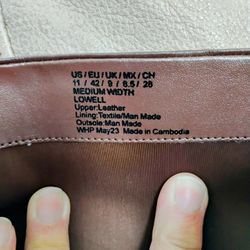 US / EU / UK / MX / CH
11 / 42 / 9 / 8.5 / 26
MEDIUM WIDTH
LOWELL
Upper:Leather
Lining:Textile/Man Made
Outsole:Man Made
WHP May23 Made in Cambodia